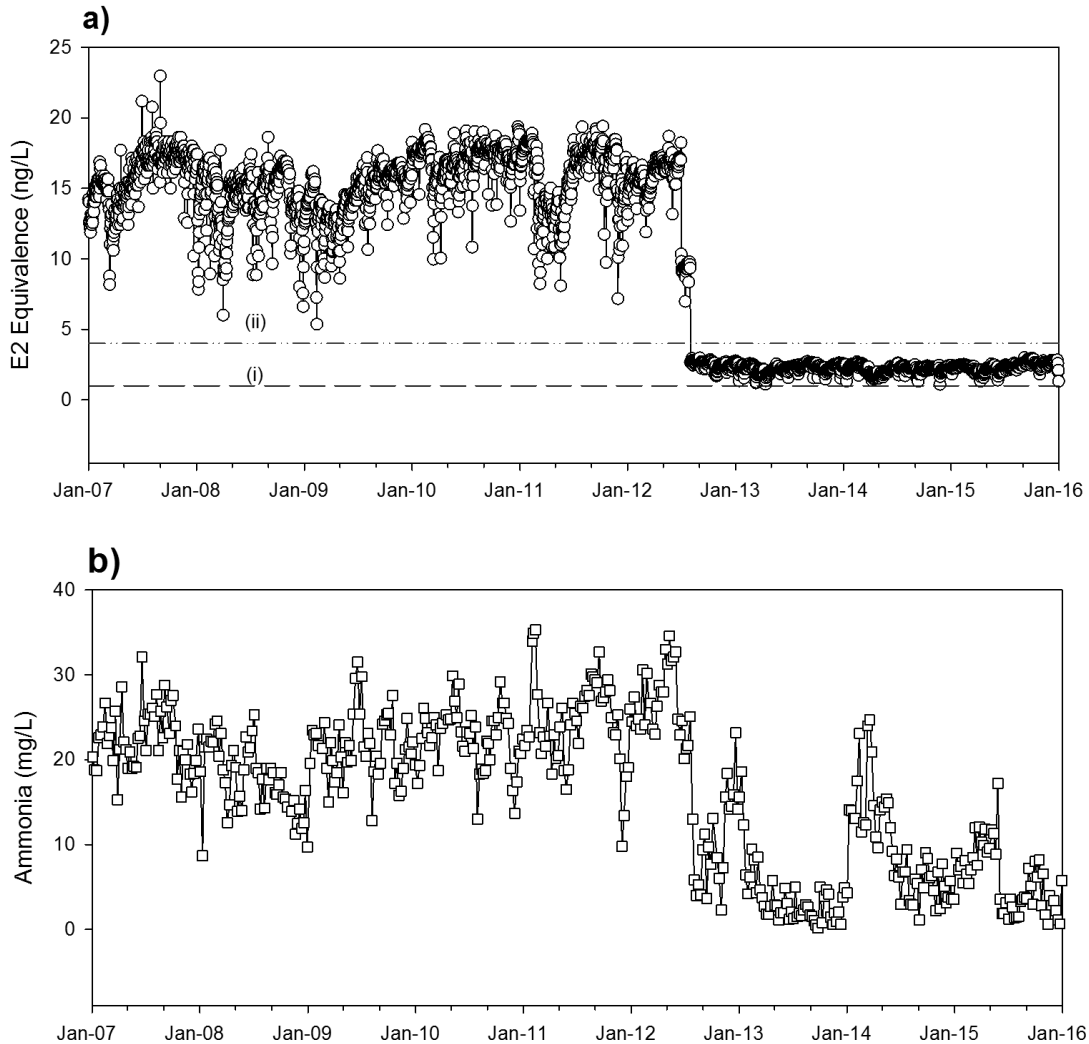 a)
E2 Equivalence (ng/L)
25
20
15
10
5
0
(ii)
(i)
Jan-07 Jan-08 Jan-09 Jan-10 Jan-11 Jan-12 Jan-13 Jan-14 Jan-15 Jan-16
b)
Ammonia (mg/L)
40
30
20
10
0
Jan-07 Jan-08 Jan-09 Jan-10 Jan-11 Jan-12 Jan-13 Jan-14 Jan-15 Jan-16